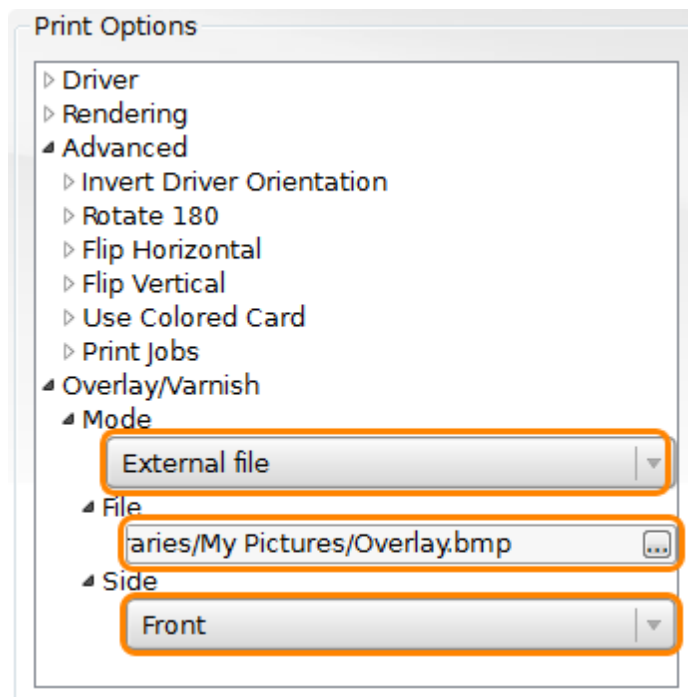 Print Options
Driver
Rendering
Advanced
Invert Driver Orientation
Rotate 180
Flip Horizontal
Flip Vertical
Use Colored Card
Print Jobs
Overlay/Varnish
Mode
External file
File
raries/My Pictures/Overlay.bmp
...
Side
Front